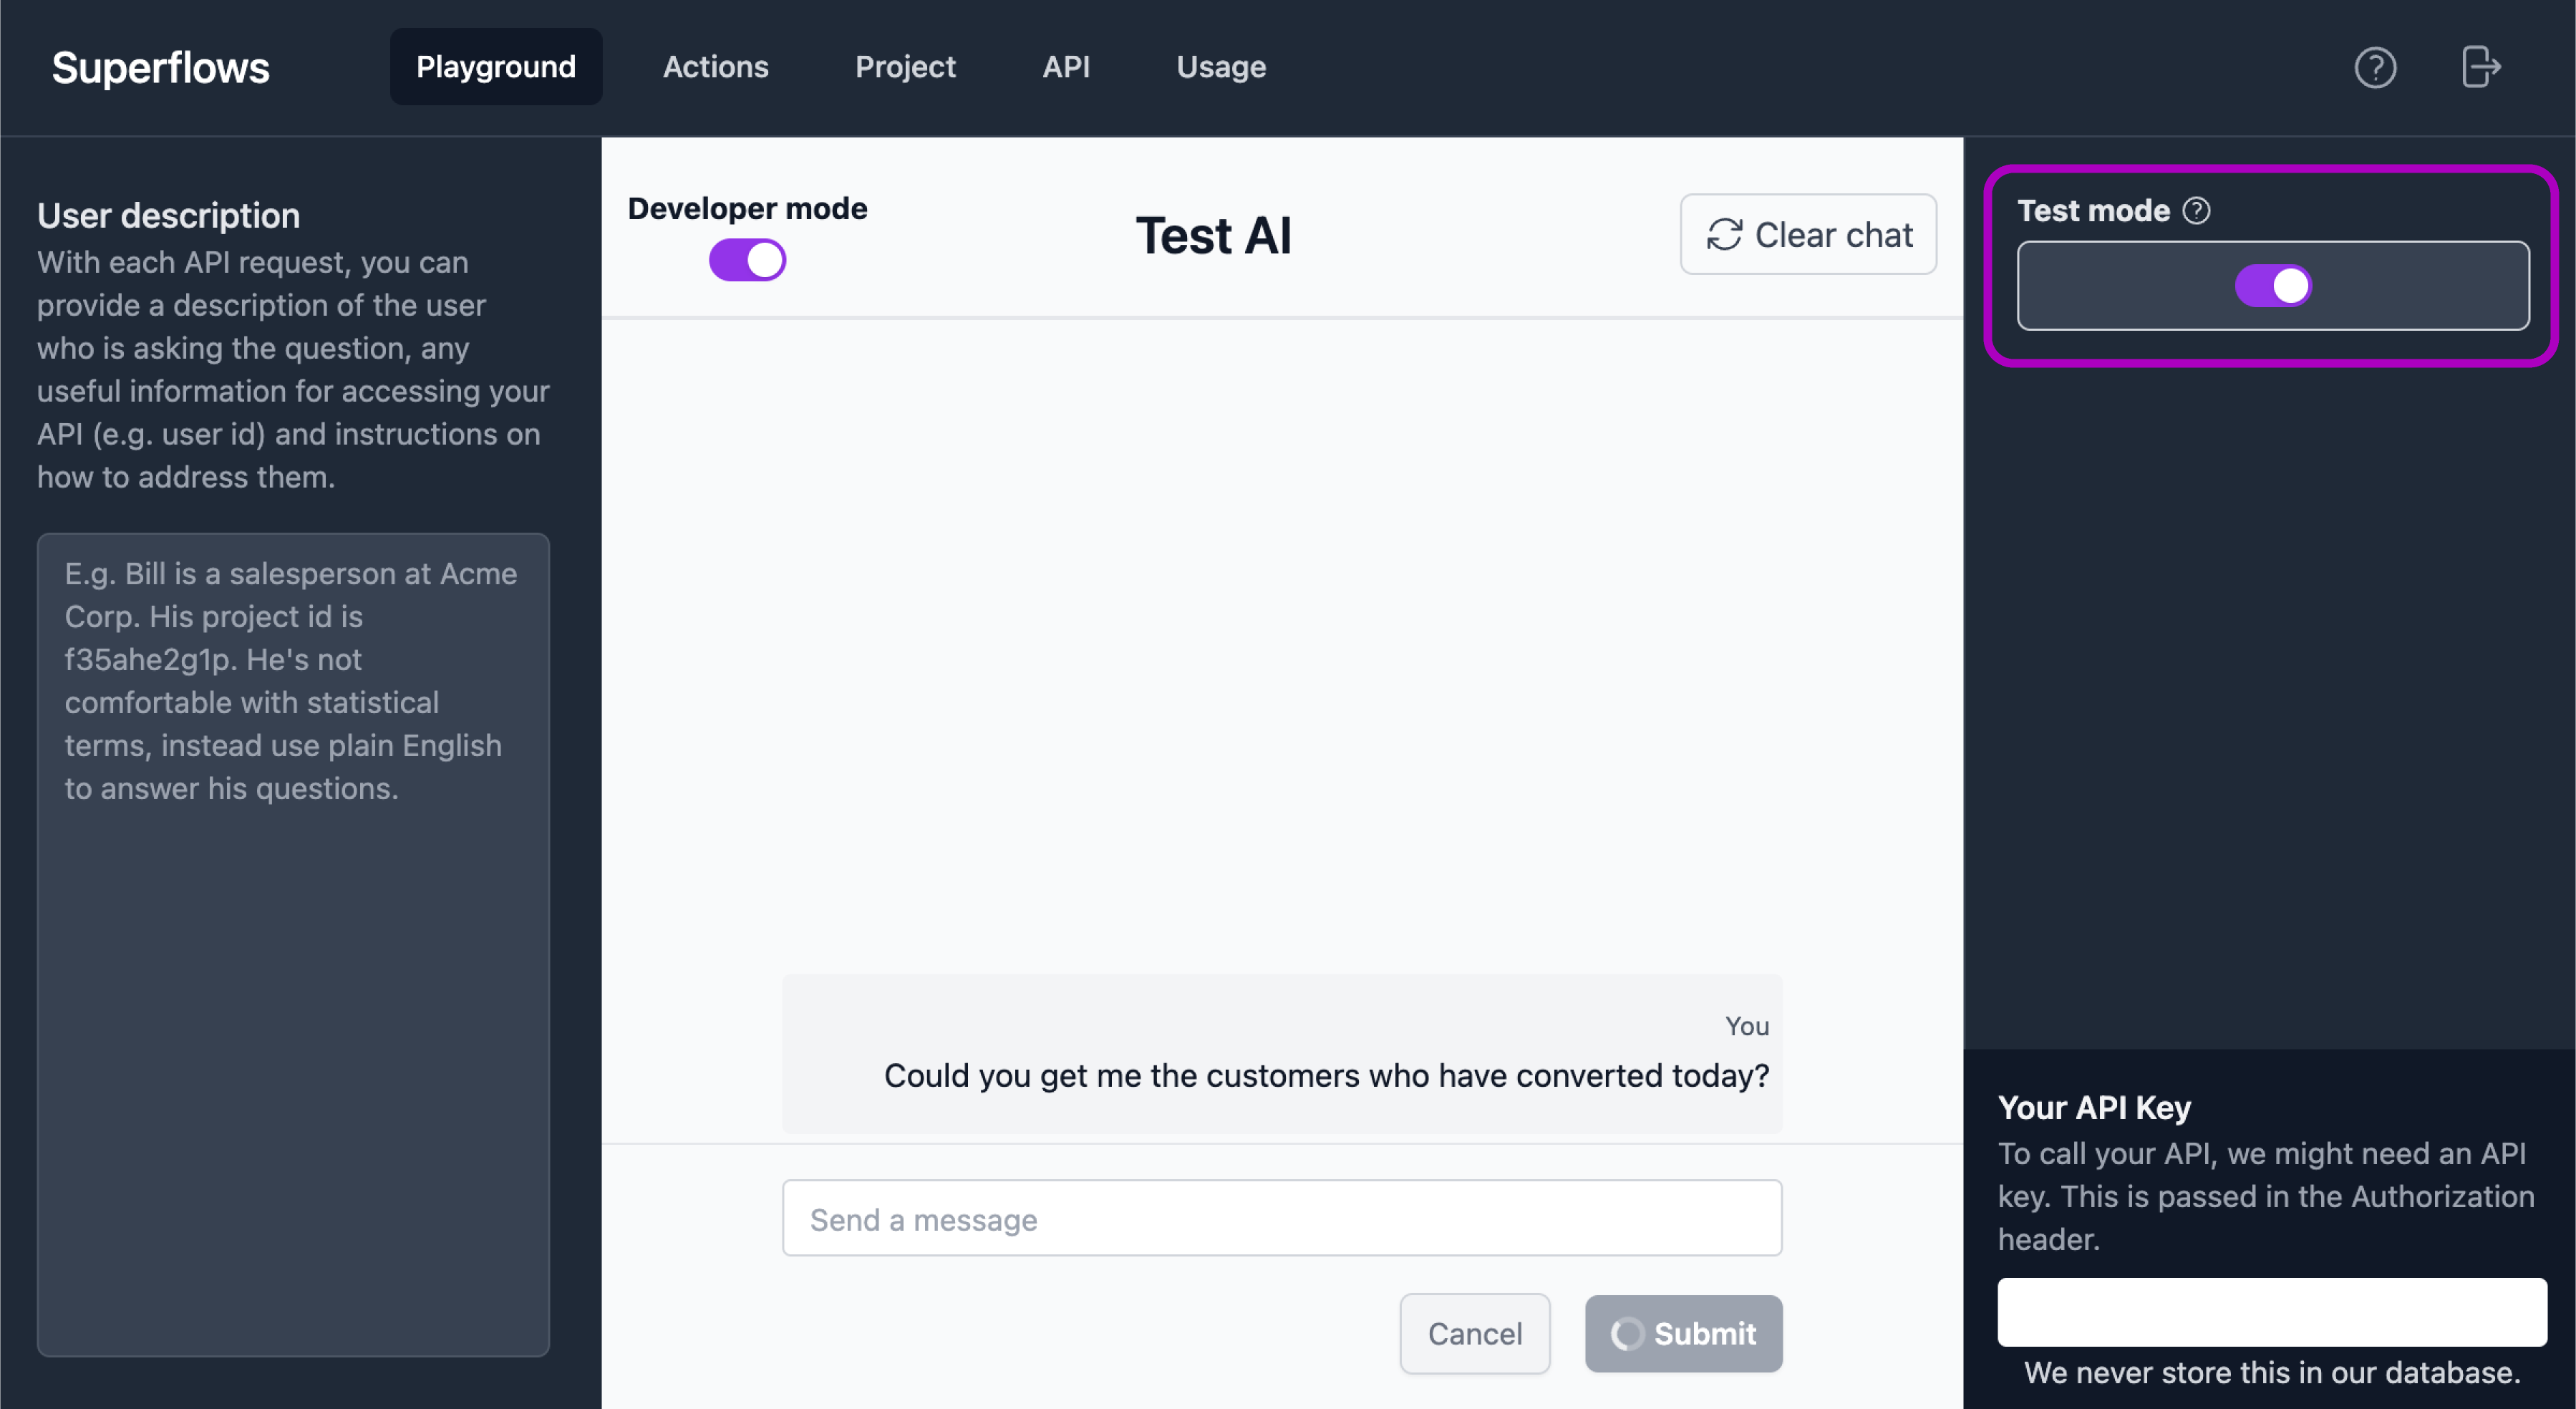 Superflows
Playground
Actions
Project
API
Usage
User description
With each API request, you can
provide a description of the user
who is asking the question, any
useful information for accessing your
API (e.g. user id) and instructions on
how to address them.
E.g. Bill is a salesperson at Acme
Corp. His project id is
f35ahe2g1p. He's not
comfortable with statistical
terms, instead use plain English
to answer his questions.
Developer mode
Test AI
Clear chat
You
Could you get me the customers who have converted today?
Send a message
Cancel
Submit
Test mode
Your API Key
To call your API, we might need an API
key. This is passed in the Authorization
header.
We never store this in our database.